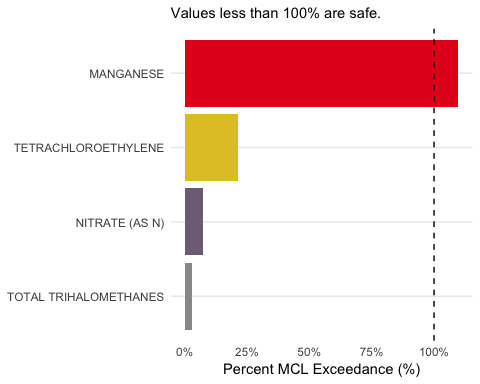 Values less than 100% are safe.
MANGANESE
TETRACHLOROETHYLENE
NITRATE (AS N)
TOTAL TRIHALOMETHANES
0% 25% 50% 75% 100%
Percent MCL Exceedance (%)